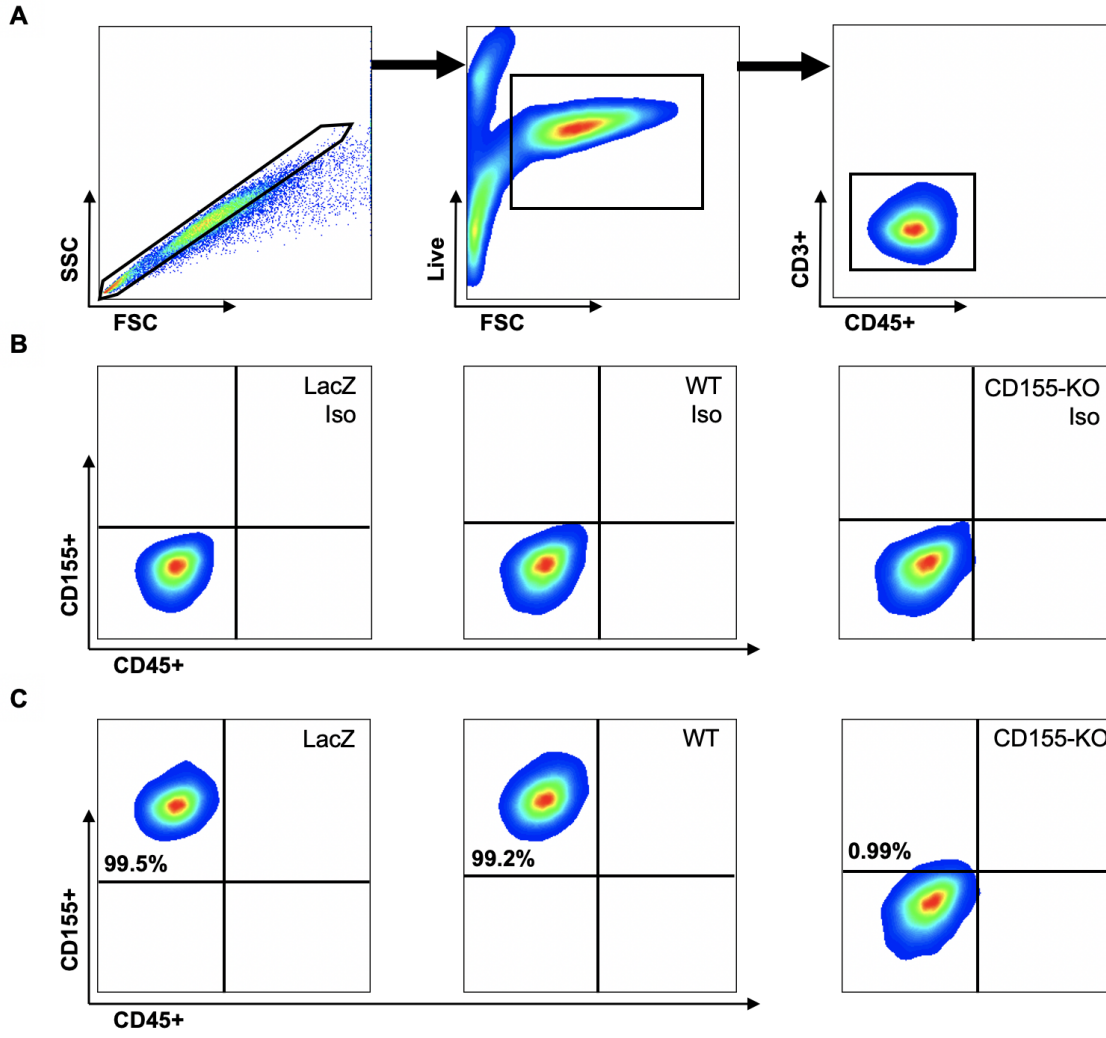 A
SSC
FSC
Live
FSC
CD3+
CD45+
B
LacZ
Iso
WT
Iso
CD155-KO
Iso
CD155+
CD45+
C
LacZ
WT
CD155-KO
99.5%
99.2%
0.99%
CD155+
CD45+